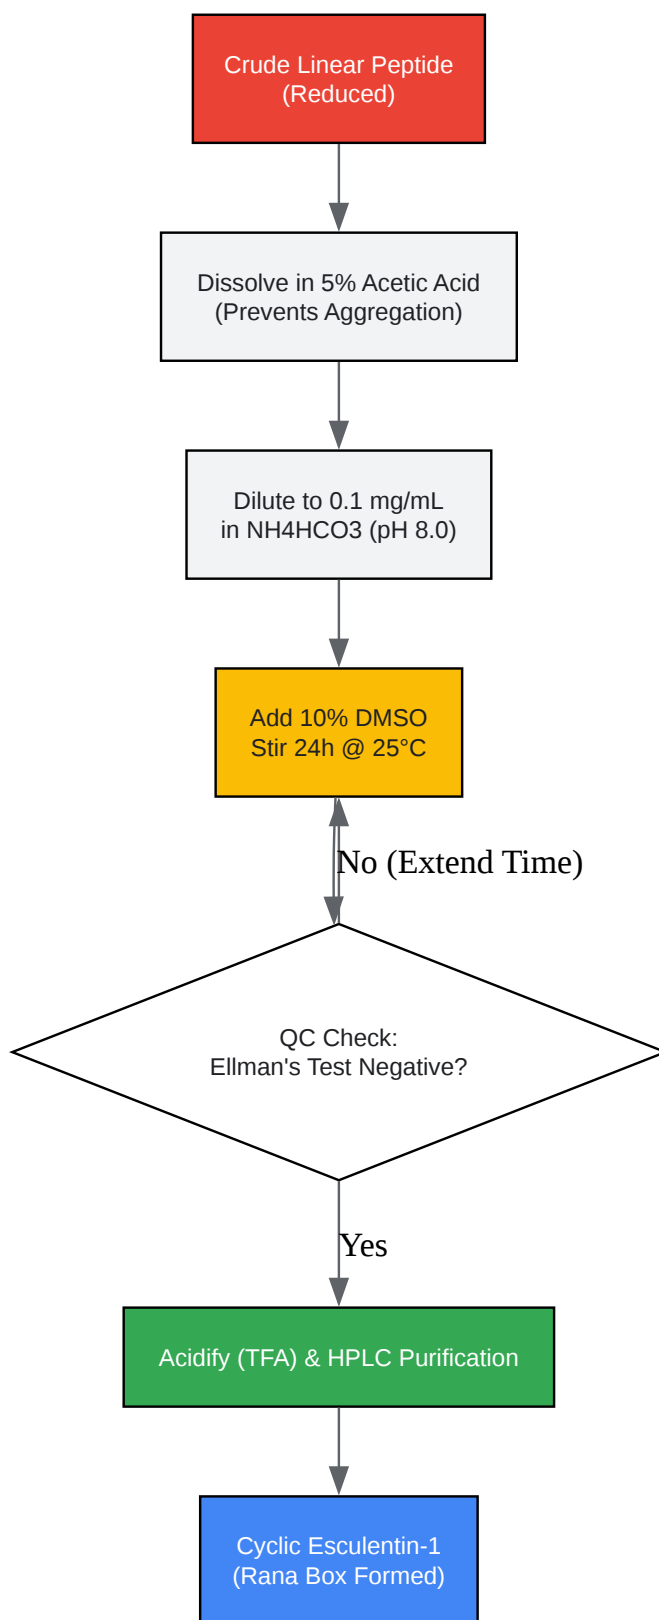 Crude Linear Peptide
(Reduced)
Dissolve in 5% Acetic Acid
(Prevents Aggregation)
Dilute to 0.1 mg/mL
in NH4HCO3 (pH 8.0)
Add 10% DMSO
Stir 24h @ 25°C
No (Extend Time)
QC Check:
Ellman's Test Negative?
Yes
Acidify (TFA) & HPLC Purification
Cyclic Esculentin-1
(Rana Box Formed)